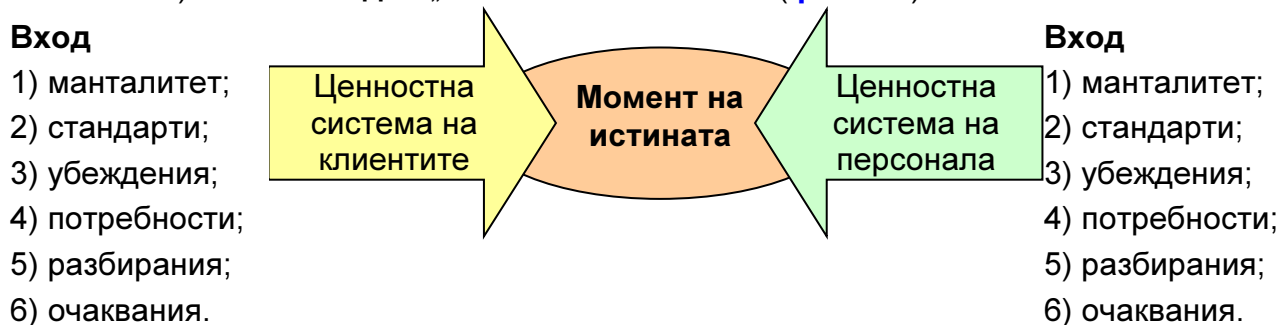 Вход
1) манталитет;
2) стандарти;
3) убеждения;
4) потребности;
5) разбирания;
6) очаквания.
Ценностна
система на
клиентите
Момент на
истината
Ценностна
система на
персонала
Вход
1) манталитет;
2) стандарти;
3) убеждения;
4) потребности;
5) разбирания;
6) очаквания.